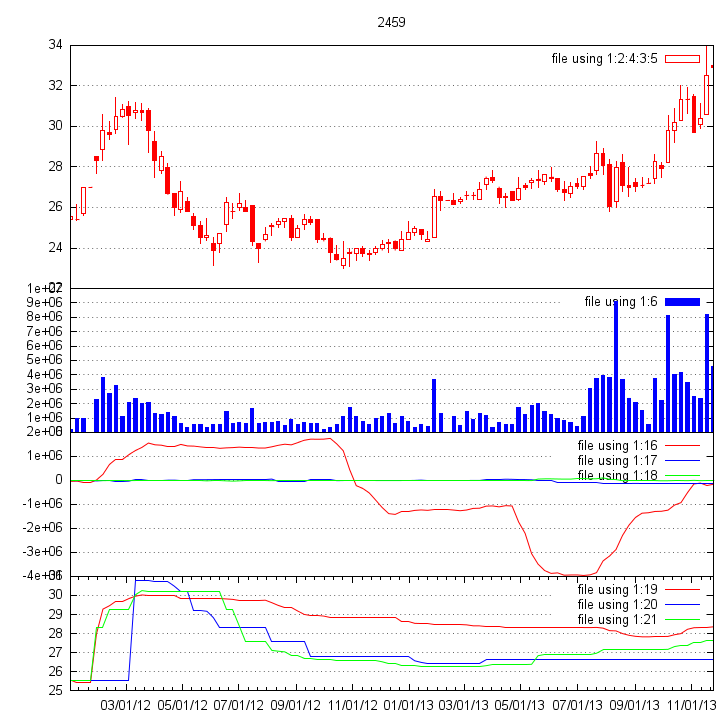 2459
34
file using 1:2:4:3:5
32
30
28
26
24
22
1e+07
file using 1:6
9e+06
8e+06
7e+06
6e+06
5e+06
4e+06
3e+06
2e+06
1e+06
0
2e+06
file using 1:16
1e+06
file using 1:17
0
file using 1:18
-1e+06
-2e+06
-3e+06
-4e+06
31
file using 1:19
30
file using 1:20
29
file using 1:21
28
27
26
25
03/01/12 05/01/12 07/01/12 09/01/12 11/01/12 01/01/13 03/01/13 05/01/13 07/01/13 09/01/13 11/01/13